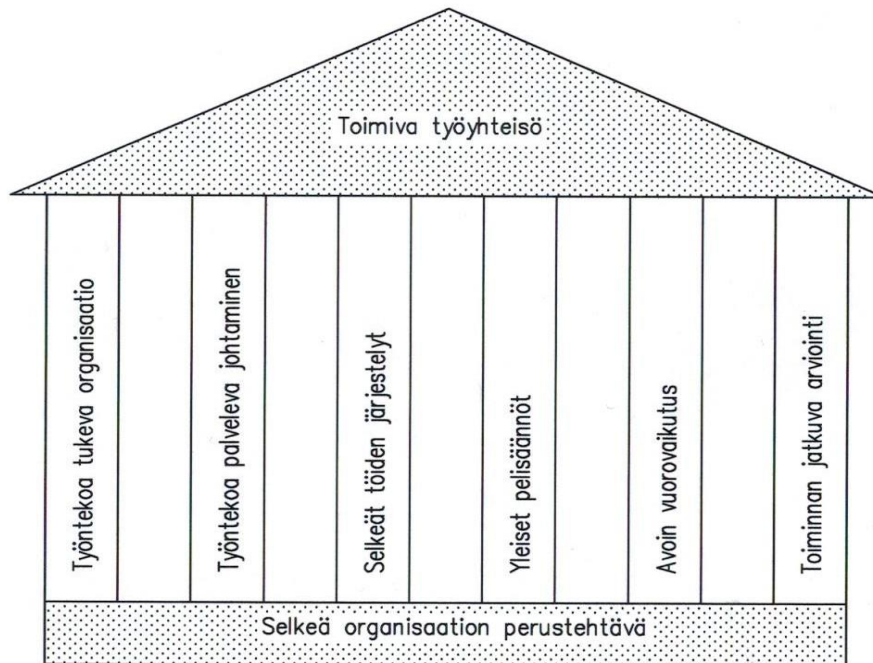 Toimiva työyhteisö
Työntekoa tukeva organisaatio
Työntekoa palveleva johtaminen
Selkeät töiden järjestelyt
Yleiset pelisäännöt
Avoin vuorovaikutus
Toiminnan jatkuva arviointi
Selkeä organisaation perustehtävä